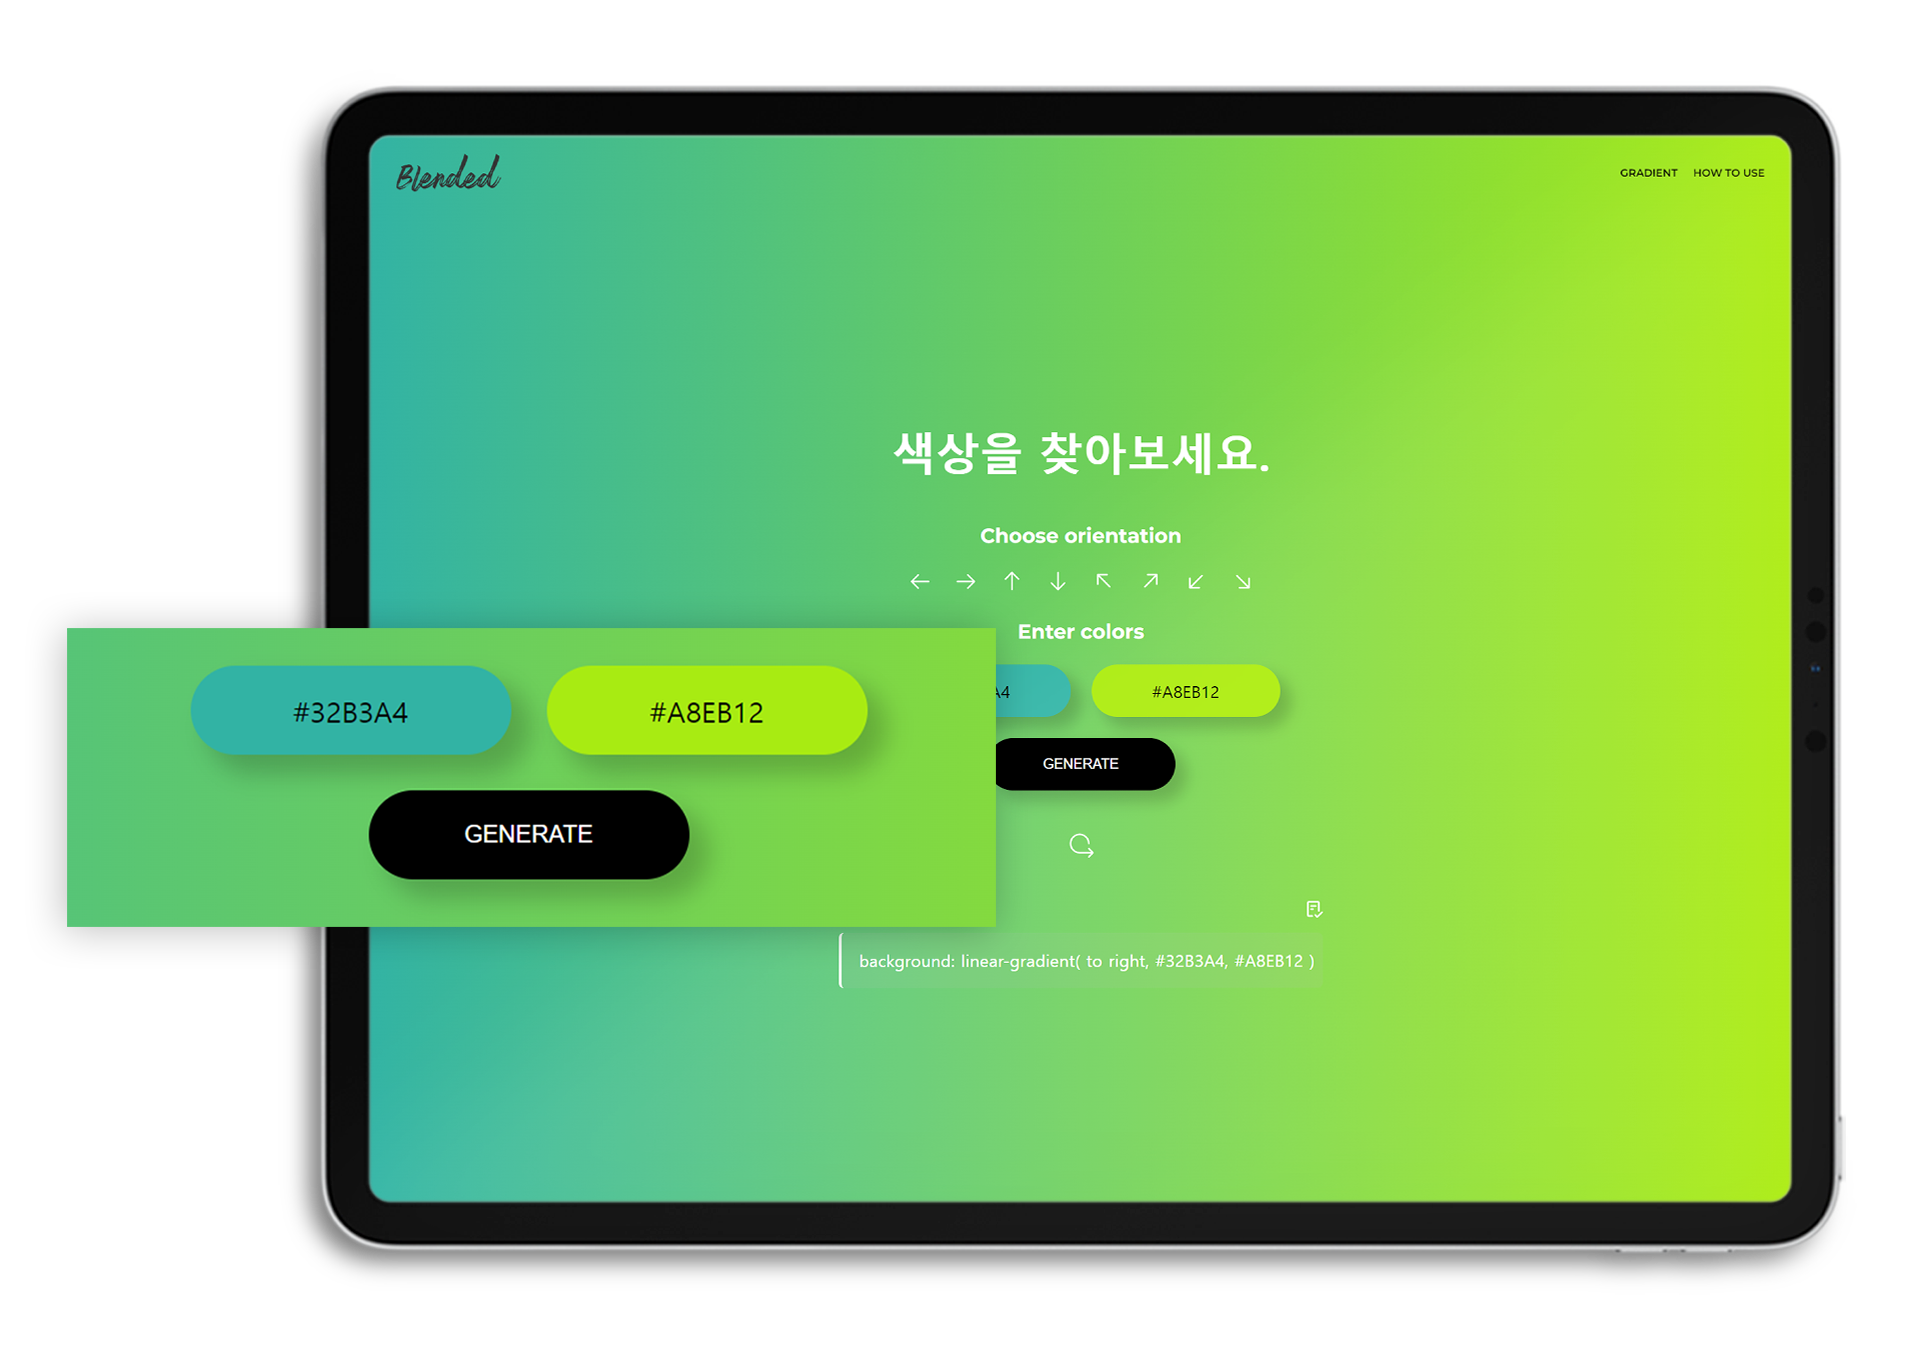 Blended
GRADIENT HOW TO USE
색상을 찾아보세요.
Choose orientation
Enter colors
#32B3A4 #A8EB12
GENERATE
A4 #A8EB12
GENERATE
background: linear-gradient( to right, #32B3A4, #A8EB12 )